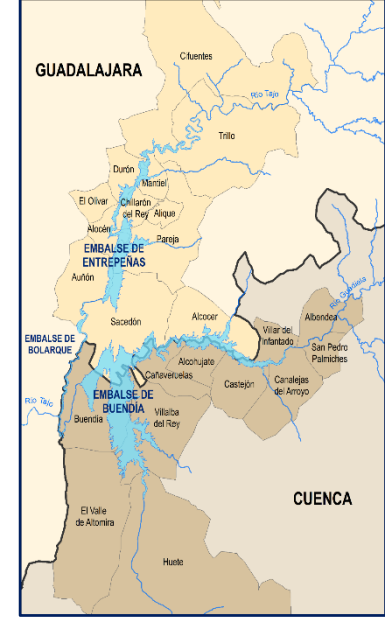 Cifuentes
GUADALAJARA
Río Tajo
Trillo
Durón
Mantiel
El Olivar
Chillarón
del Rey
Alique
Alocén
Pareja
EMBALSE DE
ENTREPEÑAS
Auñón
Río Guadiela
Alcocer
Albendea
Sacedón
Villar del
Infantado
EMBALSE DE
BOLARQUE
San Pedro
Palmiches
Alcohujate
Cañaveruelas
Castejón
Canalejas
del Arroyo
EMBALSE DE
BUENDÍA
Río Tajo
Buendía
Villalba
del Rey
CUENCA
El Valle
de Altomira
Huete